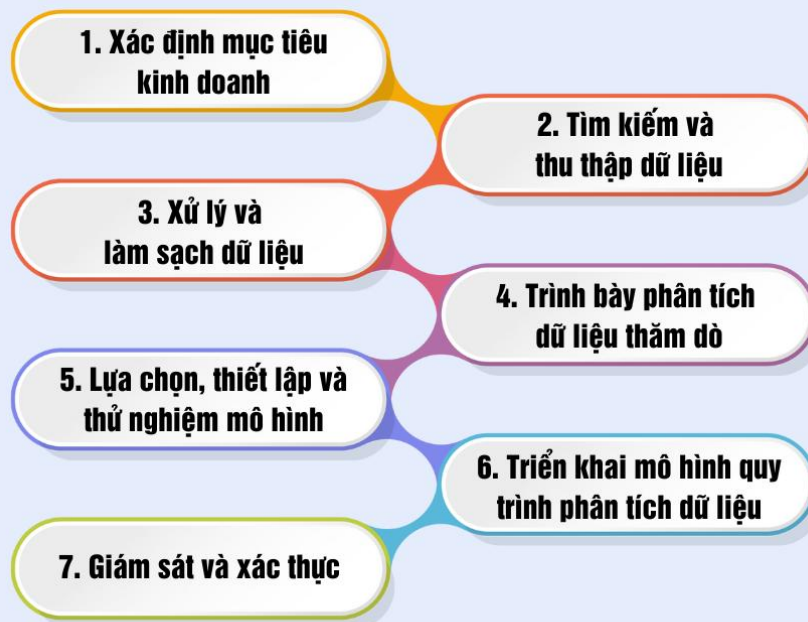 1. Xác định mục tiêu
kinh doanh
2. Tìm kiếm và
thu thập dữ liệu
3. Xử lý và
làm sạch dữ liệu
4. Trình bày phân tích
dữ liệu thăm dò
5. Lựa chọn, thiết lập và
thử nghiệm mô hình
6. Triển khai mô hình quy
trình phân tích dữ liệu
7. Giám sát và xác thực